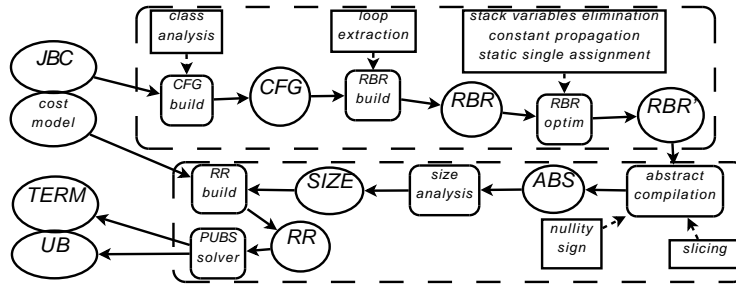 class
analysis
loop
extraction
stack variables elimination
constant propagation
static single assignment
JBC
cost
model
CFG
build
CFG
RBR
build
RBR
RBR
optim
RBR'
TERM
UB
RR
build
SIZE
size
analysis
ABS
abstract
compilation
PUBS
solver
RR
nullity
sign
slicing